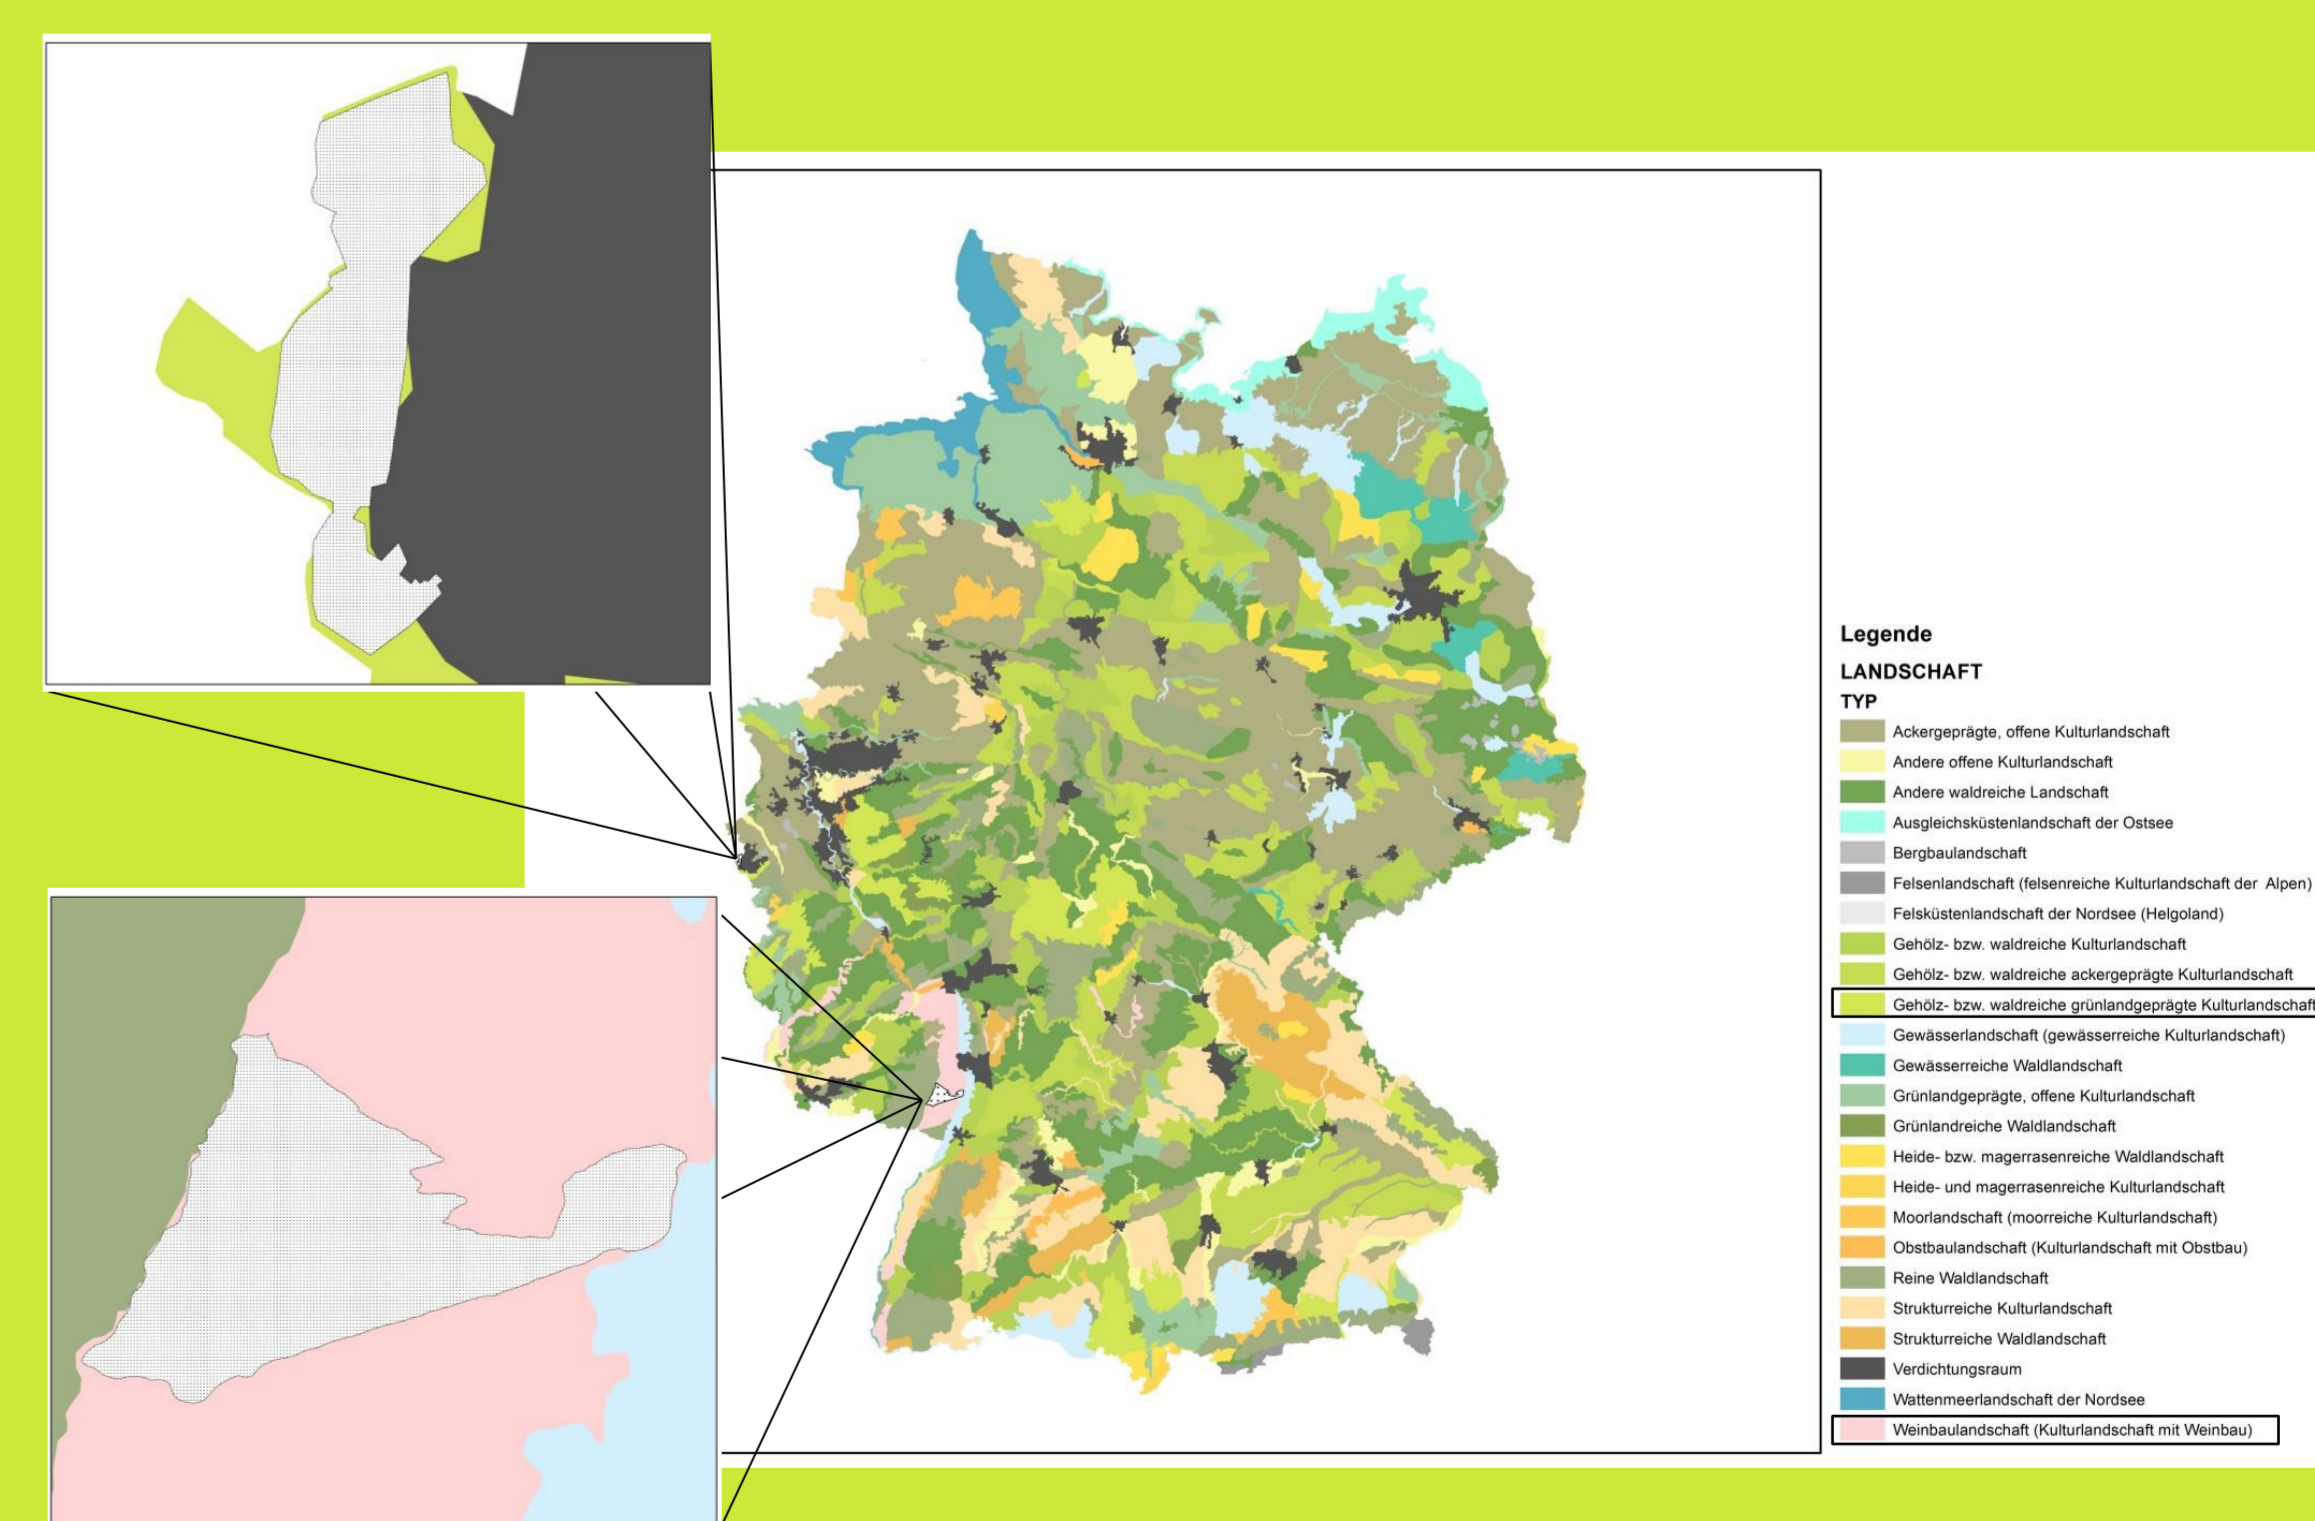 Legende
LANDSCHAFT
TYP
Ackergeprägte, offene Kulturlandschaft
Andere offene Kulturlandschaft
Andere waldreiche Landschaft
Ausgleichsküstenlandschaft der Ostsee
Bergbaulandschaft
Felsenlandschaft (felsenreiche Kulturlandschaft der Alpen)
Felsküstenlandschaft der Nordsee (Helgoland)
Gehölz- bzw. waldreiche Kulturlandschaft
Gehölz- bzw. waldreiche ackergeprägte Kulturlandschaft
Gehölz- bzw. waldreiche grünlandgeprägte Kulturlandschaft
Gewässerlandschaft (gewässerreiche Kulturlandschaft)
Gewässerreiche Waldlandschaft
Grünlandgeprägte, offene Kulturlandschaft
Grünlandreiche Waldlandschaft
Heide- bzw. magerrasenreiche Waldlandschaft
Heide- und magerrasenreiche Kulturlandschaft
Moorlandschaft (moorreiche Kulturlandschaft)
Obstbaulandschaft (Kulturlandschaft mit Obstbau)
Reine Waldlandschaft
Strukturreiche Kulturlandschaft
Strukturreiche Waldlandschaft
Verdichtungsraum
Wattenmeerlandschaft der Nordsee
Weinbaulandschaft (Kulturlandschaft mit Weinbau)